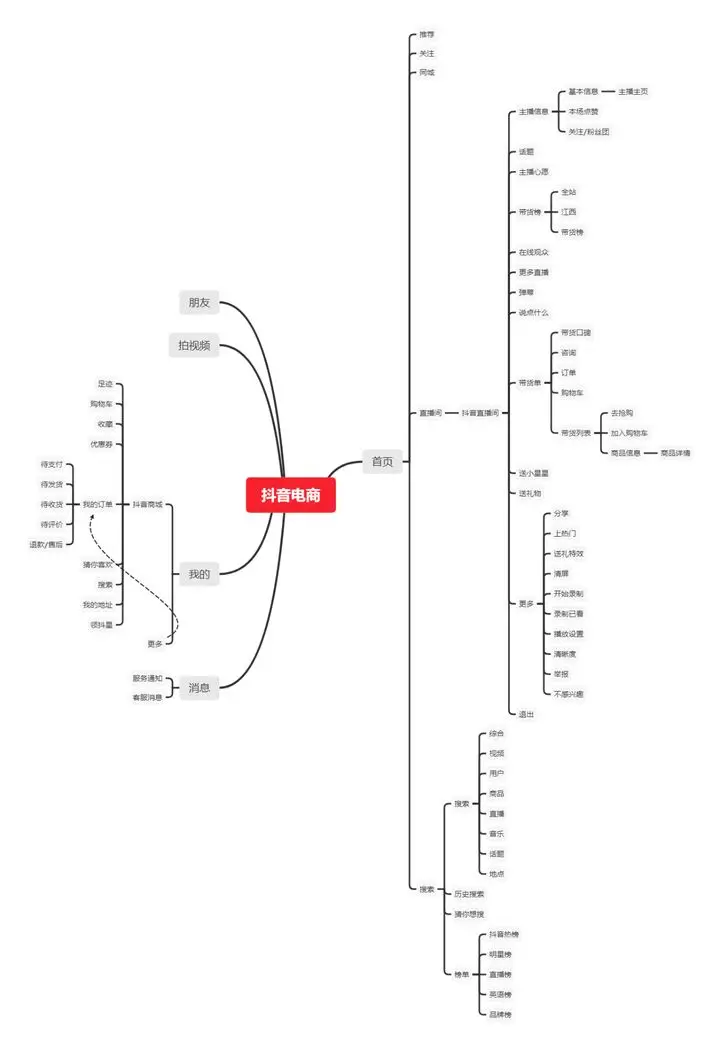 抖音电商
首页
推荐
关注
同城
直播间
抖音直播间
主播信息
基本信息
主播主页
本场点赞
关注/粉丝团
话题
主播心愿
带货榜
全站
江西
带货榜
在线观众
更多直播
弹幕
说点什么
带货单
带货口碑
咨询
订单
购物车
带货列表
去抢购
加入购物车
商品信息
商品详情
送小星星
送礼物
更多
分享
上热门
送礼特效
清屏
开始录制
录制已看
播放设置
清晰度
举报
不感兴趣
退出
搜索
搜索
综合
视频
用户
商品
直播
音乐
话题
地点
历史搜索
猜你想搜
榜单
抖音热榜
明星榜
直播榜
英语榜
品牌榜
朋友
拍视频
我的
抖音商城
足迹
购物车
收藏
优惠券
我的订单
待支付
待发货
待收货
待评价
退款/售后
猜你喜欢
搜索
我的地址
领抖星
更多
消息
服务通知
客服消息